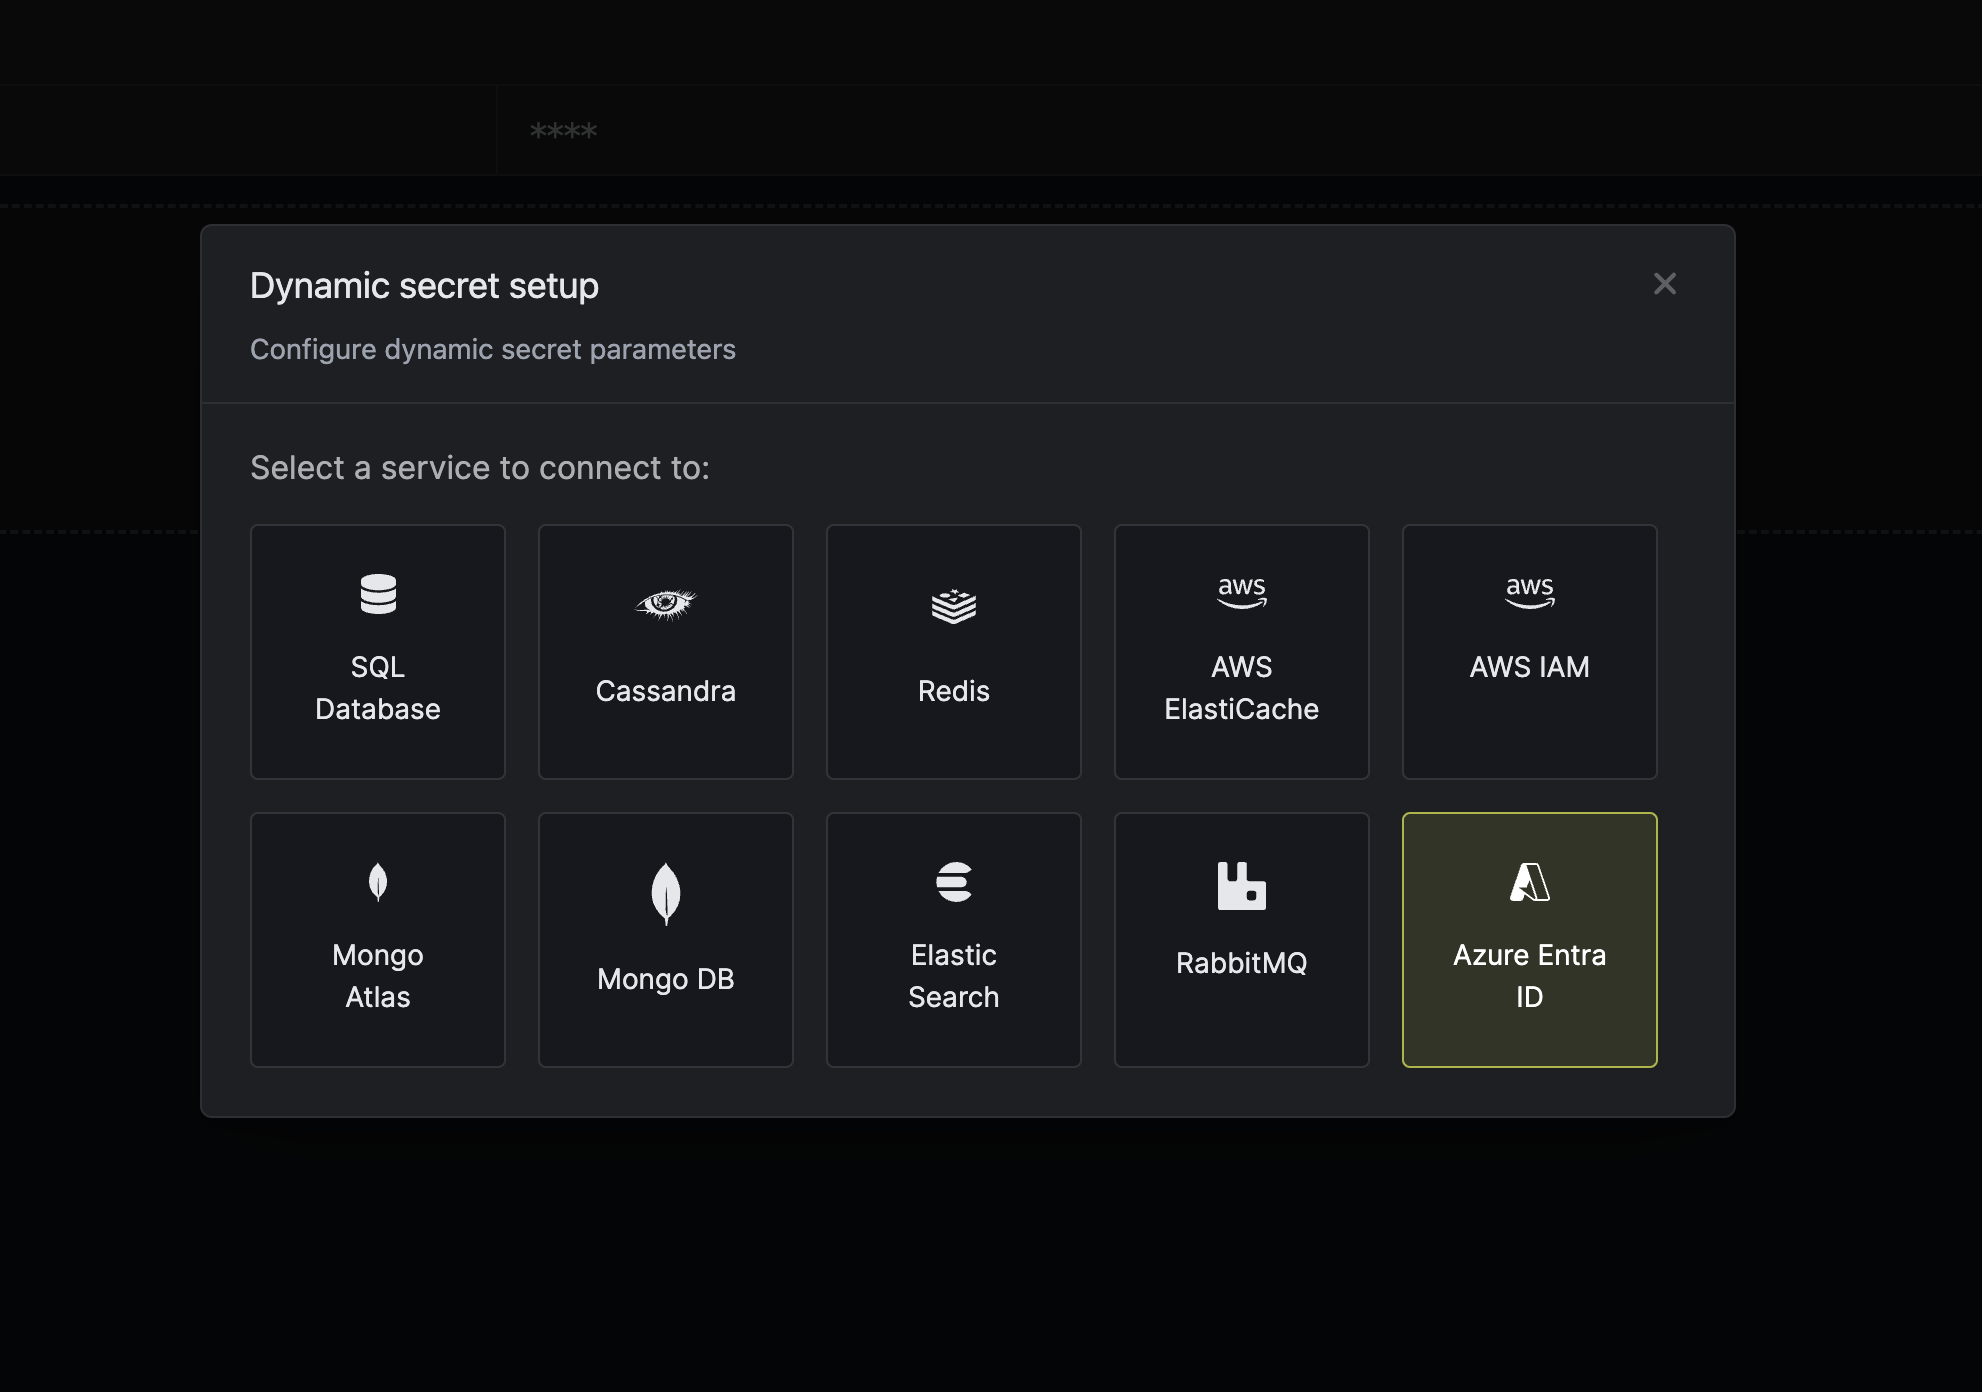 ****
Dynamic secret setup
Configure dynamic secret parameters
Select a service to connect to:
SQL
Database
Cassandra
Redis
aws
AWS
ElastiCache
aws
AWS IAM
Mongo
Atlas
Mongo DB
Elastic
Search
RabbitMQ
Azure Entra
ID